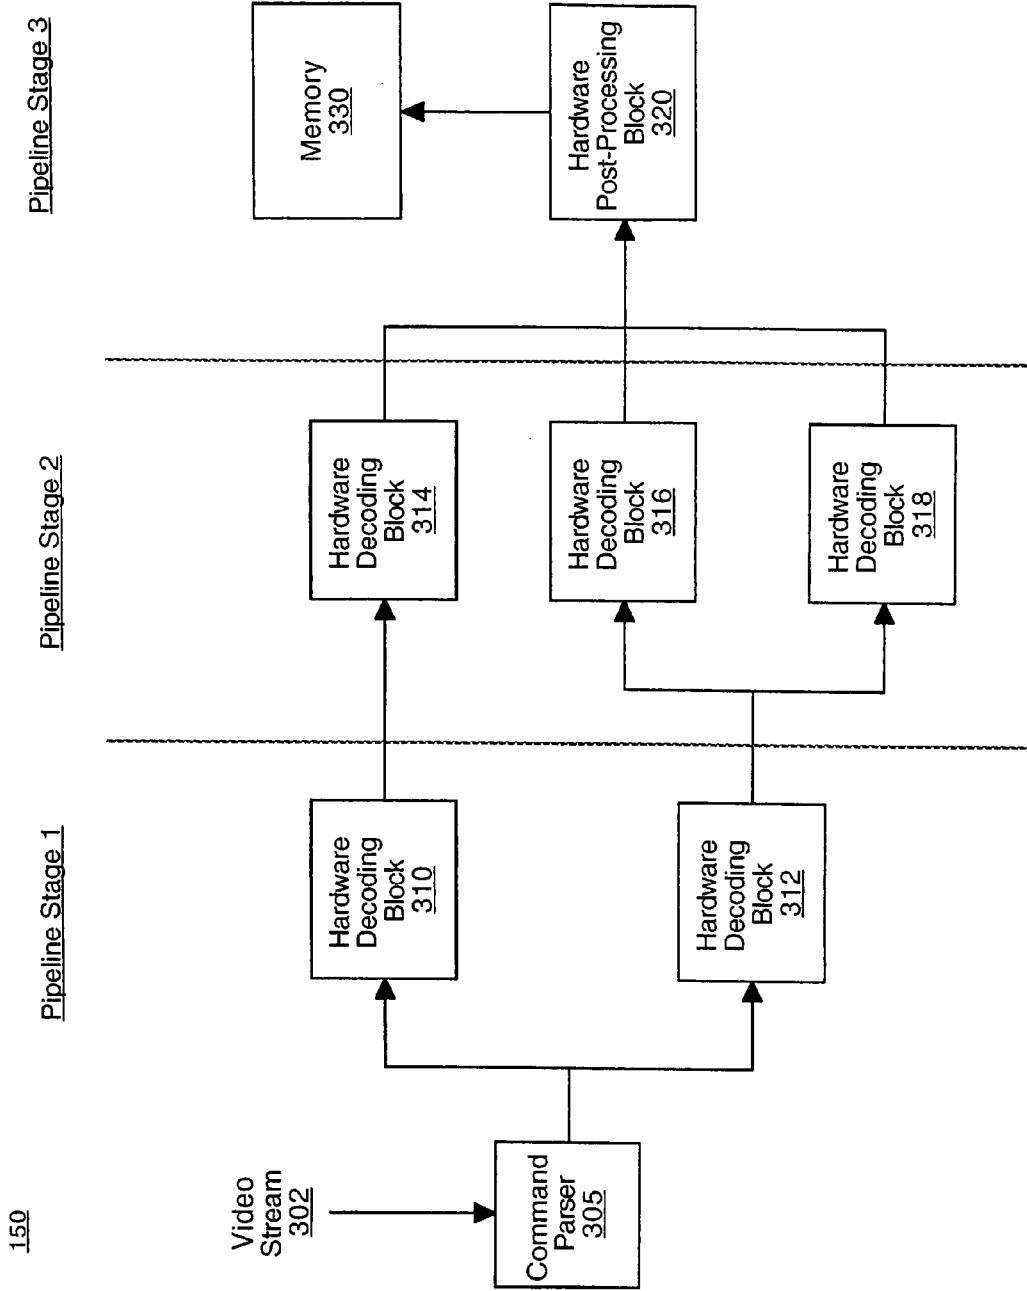 150
Pipeline Stage 1
Pipeline Stage 2
Pipeline Stage 3
Video
Stream
302
Command
Parser
305
Hardware
Decoding
Block
310
Hardware
Decoding
Block
312
Hardware
Decoding
Block
314
Hardware
Decoding
Block
316
Hardware
Decoding
Block
318
Memory
330
Hardware
Post-Processing
Block
320